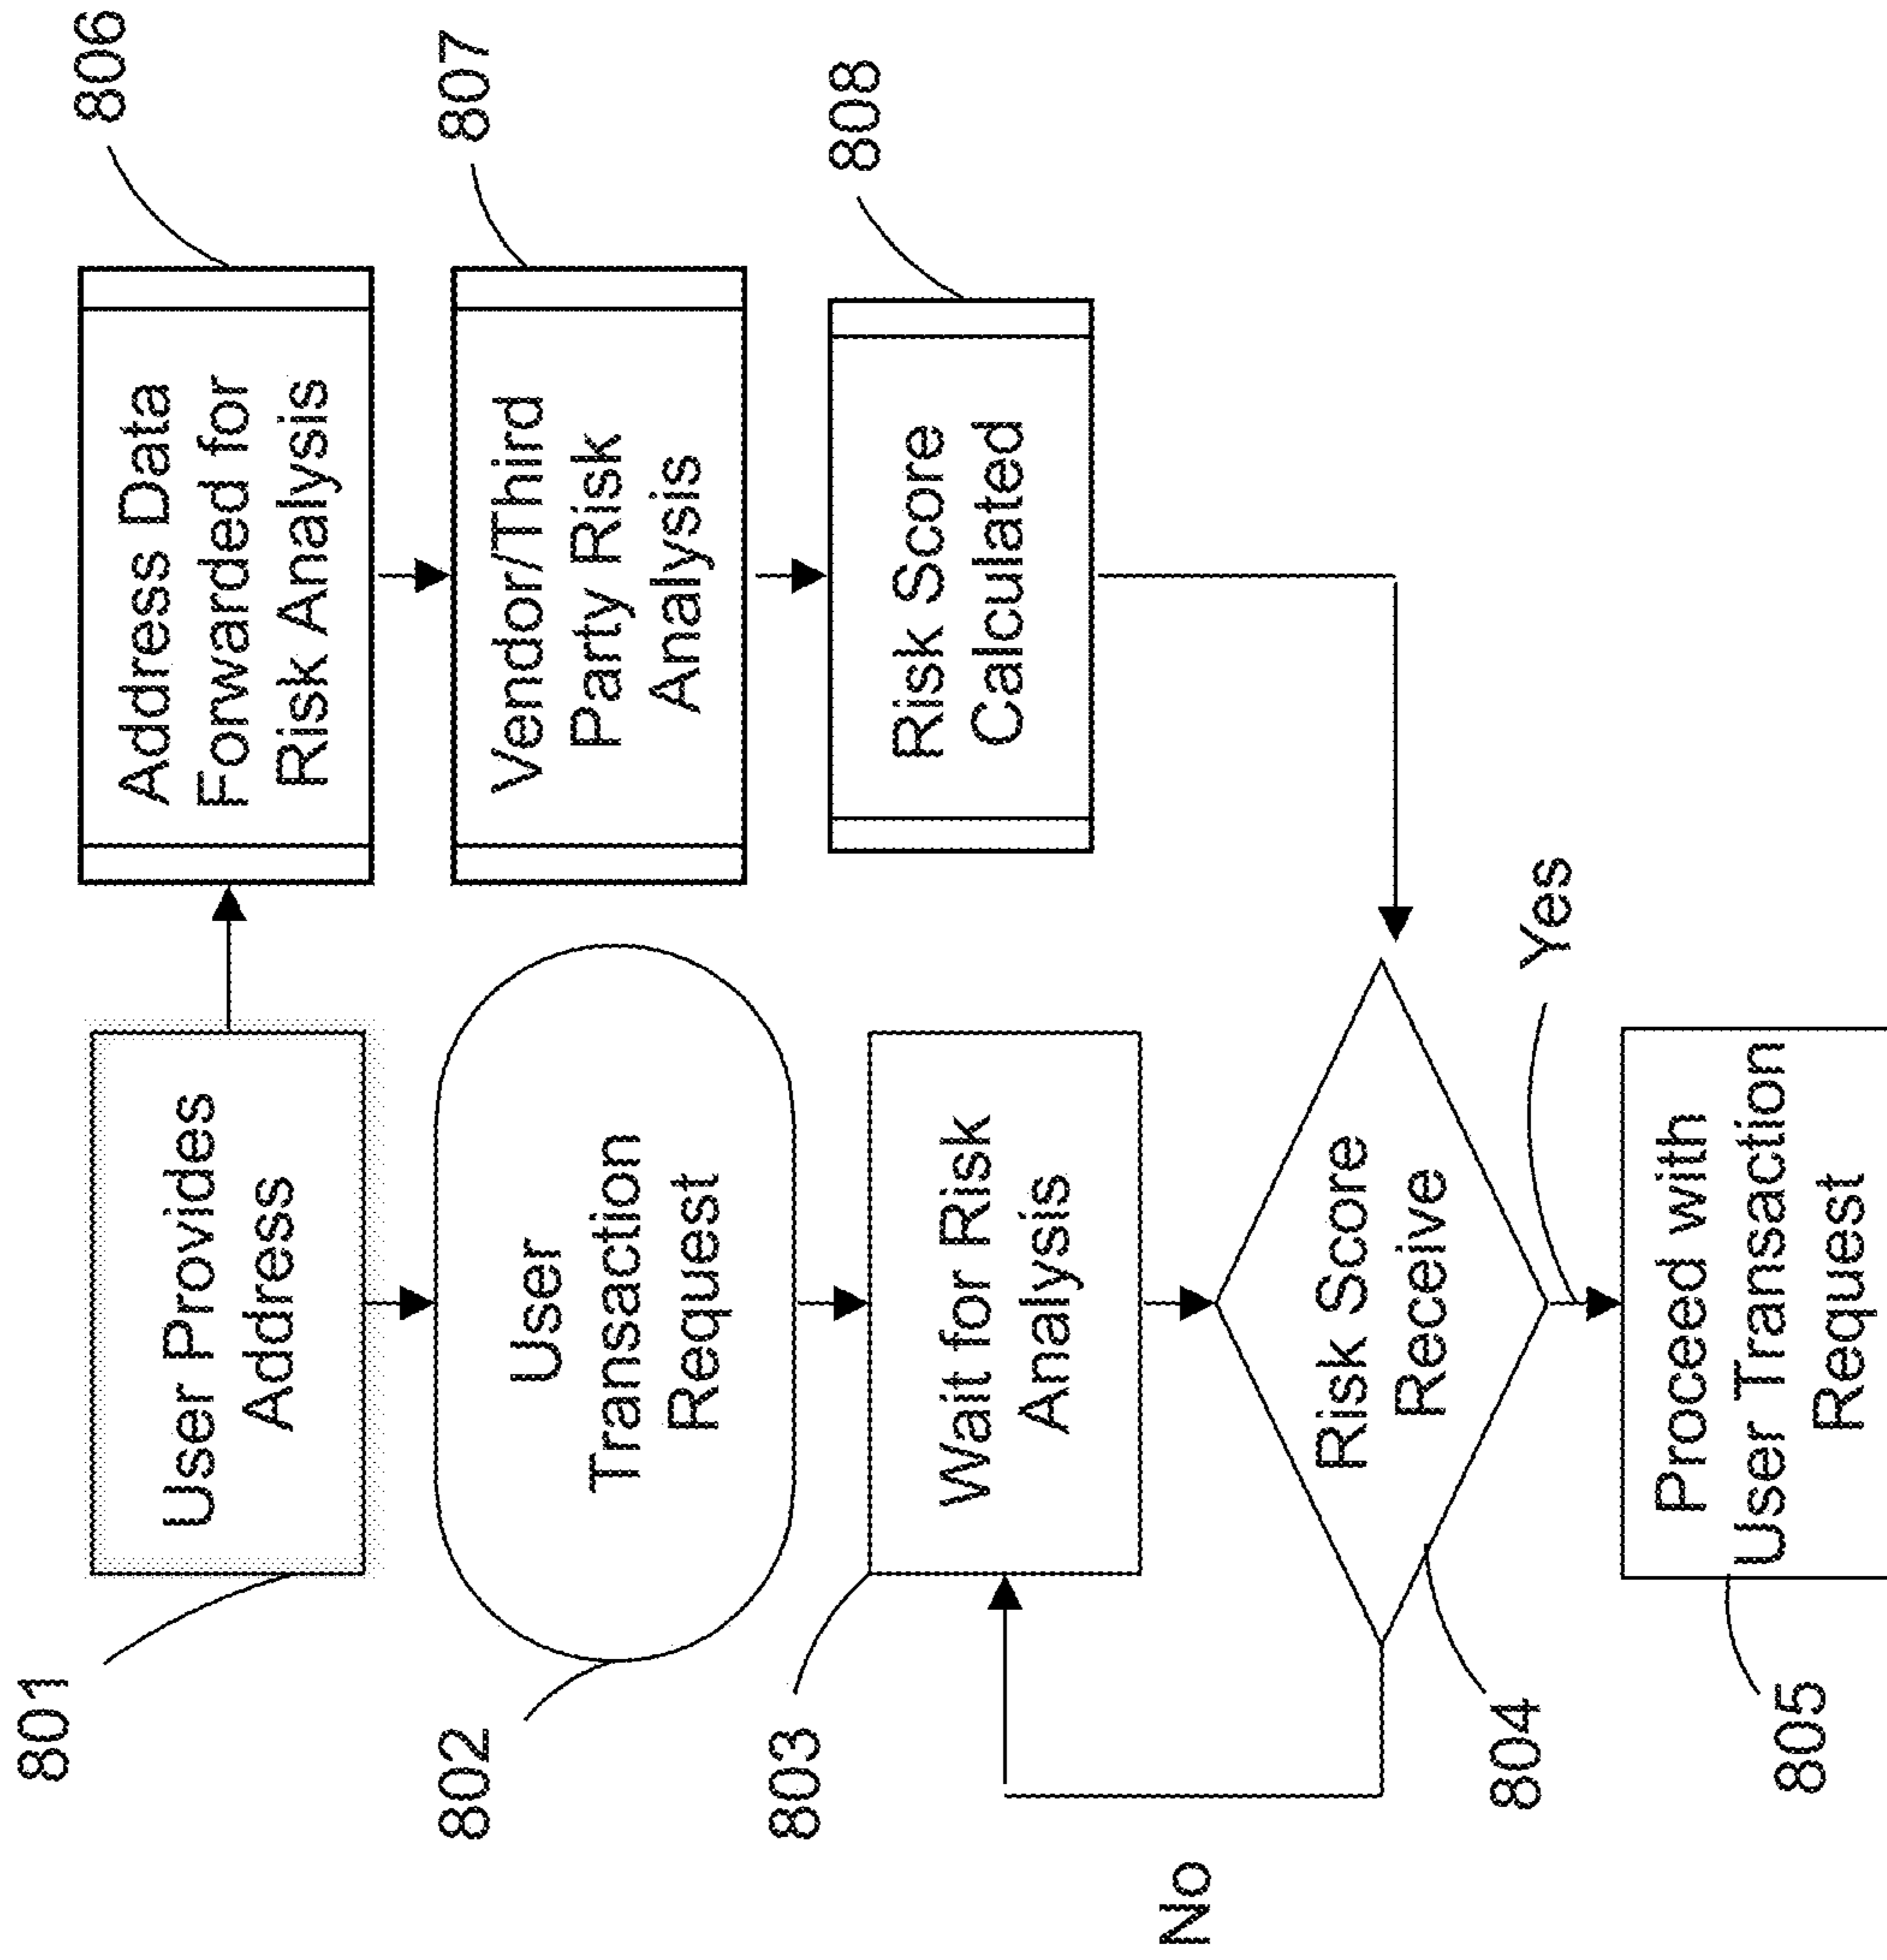 801
User Provides
Address
802
User
Transaction
Request
803
Wait for Risk
Analysis
No
804
Risk Score
Receive
Yes
805
Proceed with
User Transaction
Request
806
Address Data
Forwarded for
Risk Analysis
807
Vendor/Third
Party Risk
Analysis
808
Risk Score
Calculated